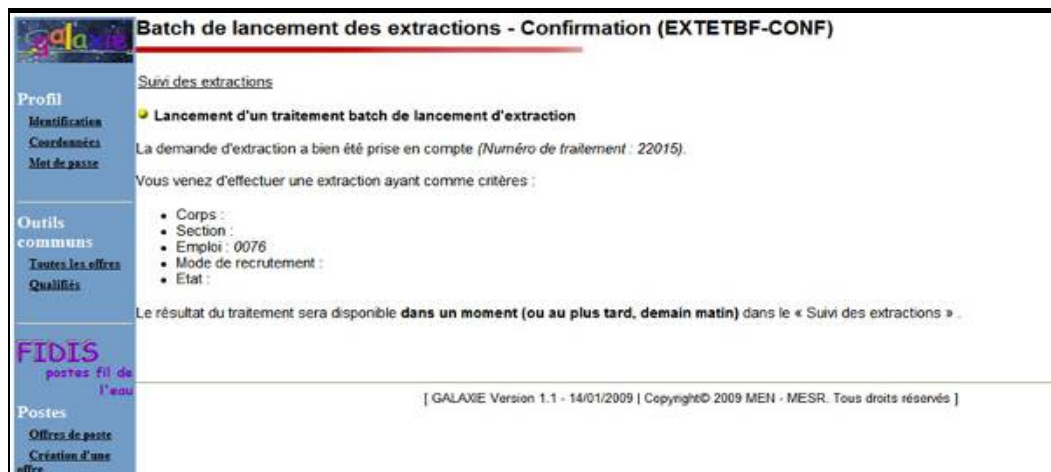 galaxie
Profil
Identification
Coordonnées
Mot de passe
Outils
communs
Toutes les offres
Qualifiés
FIDIS
postes fil de
l'eau
Postes
Offres de poste
Création d'une
offre
Batch de lancement des extractions - Confirmation (EXTETBF-CONF)
Suivi des extractions
Lancement d'un traitement batch de lancement d'extraction
La demande d'extraction a bien été prise en compte (Numéro de traitement : 22015).
Vous venez d'effectuer une extraction ayant comme critères :
• Corps :
• Section :
• Emploi : 0076
• Mode de recrutement :
• Etat :
Le résultat du traitement sera disponible dans un moment (ou au plus tard, demain matin) dans le « Suivi des extractions » .
[ GALAXIE Version 1.1 - 14/01/2009 | Copyright© 2009 MEN - MESR. Tous droits réservés ]